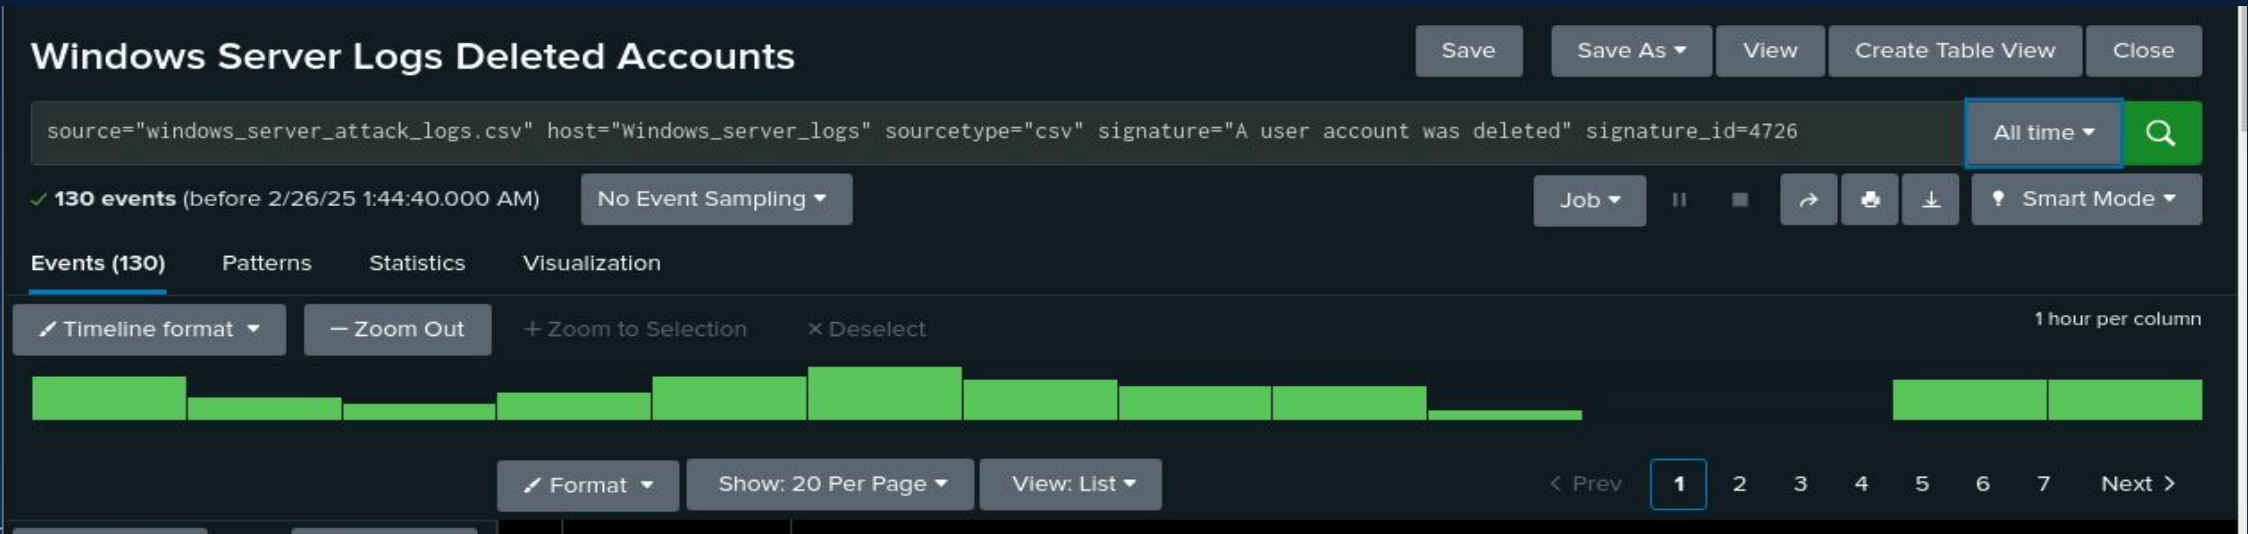 Windows Server Logs Deleted Accounts
Save Save As View Create Table View Close
source="windows_server_attack_logs.csv" host="Windows_server_logs" sourcetype="csv" signature="A user account was deleted" signature_id=4726 All time
130 events (before 2/26/25 1:44:40.000 AM) No Event Sampling Job Smart Mode
Events (130) Patterns Statistics Visualization
Timeline format — Zoom Out + Zoom to Selection × Deselect 1 hour per column
Format Show: 20 Per Page View: List < Prev 1 2 3 4 5 6 7 Next >